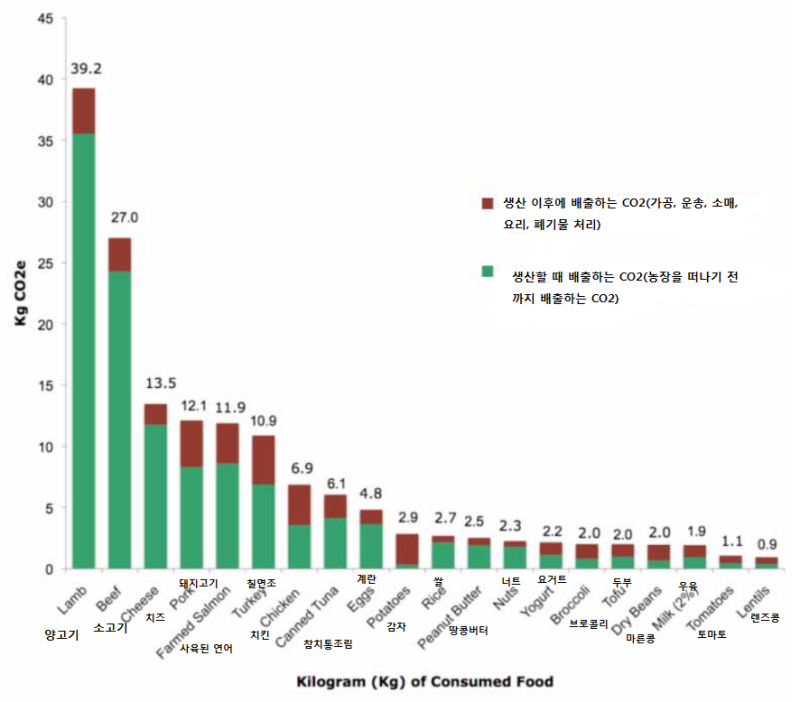 45
40
35
30
25
20
15
10
5
0
Kg CO2e
39.2
27.0
13.5
12.1
11.9
10.9
6.9
6.1
4.8
2.9
2.7
2.5
2.3
2.2
2.0
2.0
2.0
1.9
1.1
0.9
생산 이후에 배출하는 CO2(가공, 운송, 소매,
요리, 폐기물 처리)
생산할 때 배출하는 CO2(농장을 떠나기 전
까지 배출하는 CO2)
Lamb
양고기
Beef
소고기
Cheese
치즈
Pork
돼지고기
Farmed Salmon
사육된 연어
Turkey
칠면조
Chicken
치킨
Canned Tuna
참치통조림
Eggs
계란
Potatoes
감자
Rice
쌀
Peanut Butter
땅콩버터
Nuts
너트
Yogurt
요거트
Broccoli
브로콜리
Tofu
두부
Dry Beans
마른콩
Milk (2%)
우유
Tomatoes
토마토
Lentils
렌즈콩
Kilogram (Kg) of Consumed Food